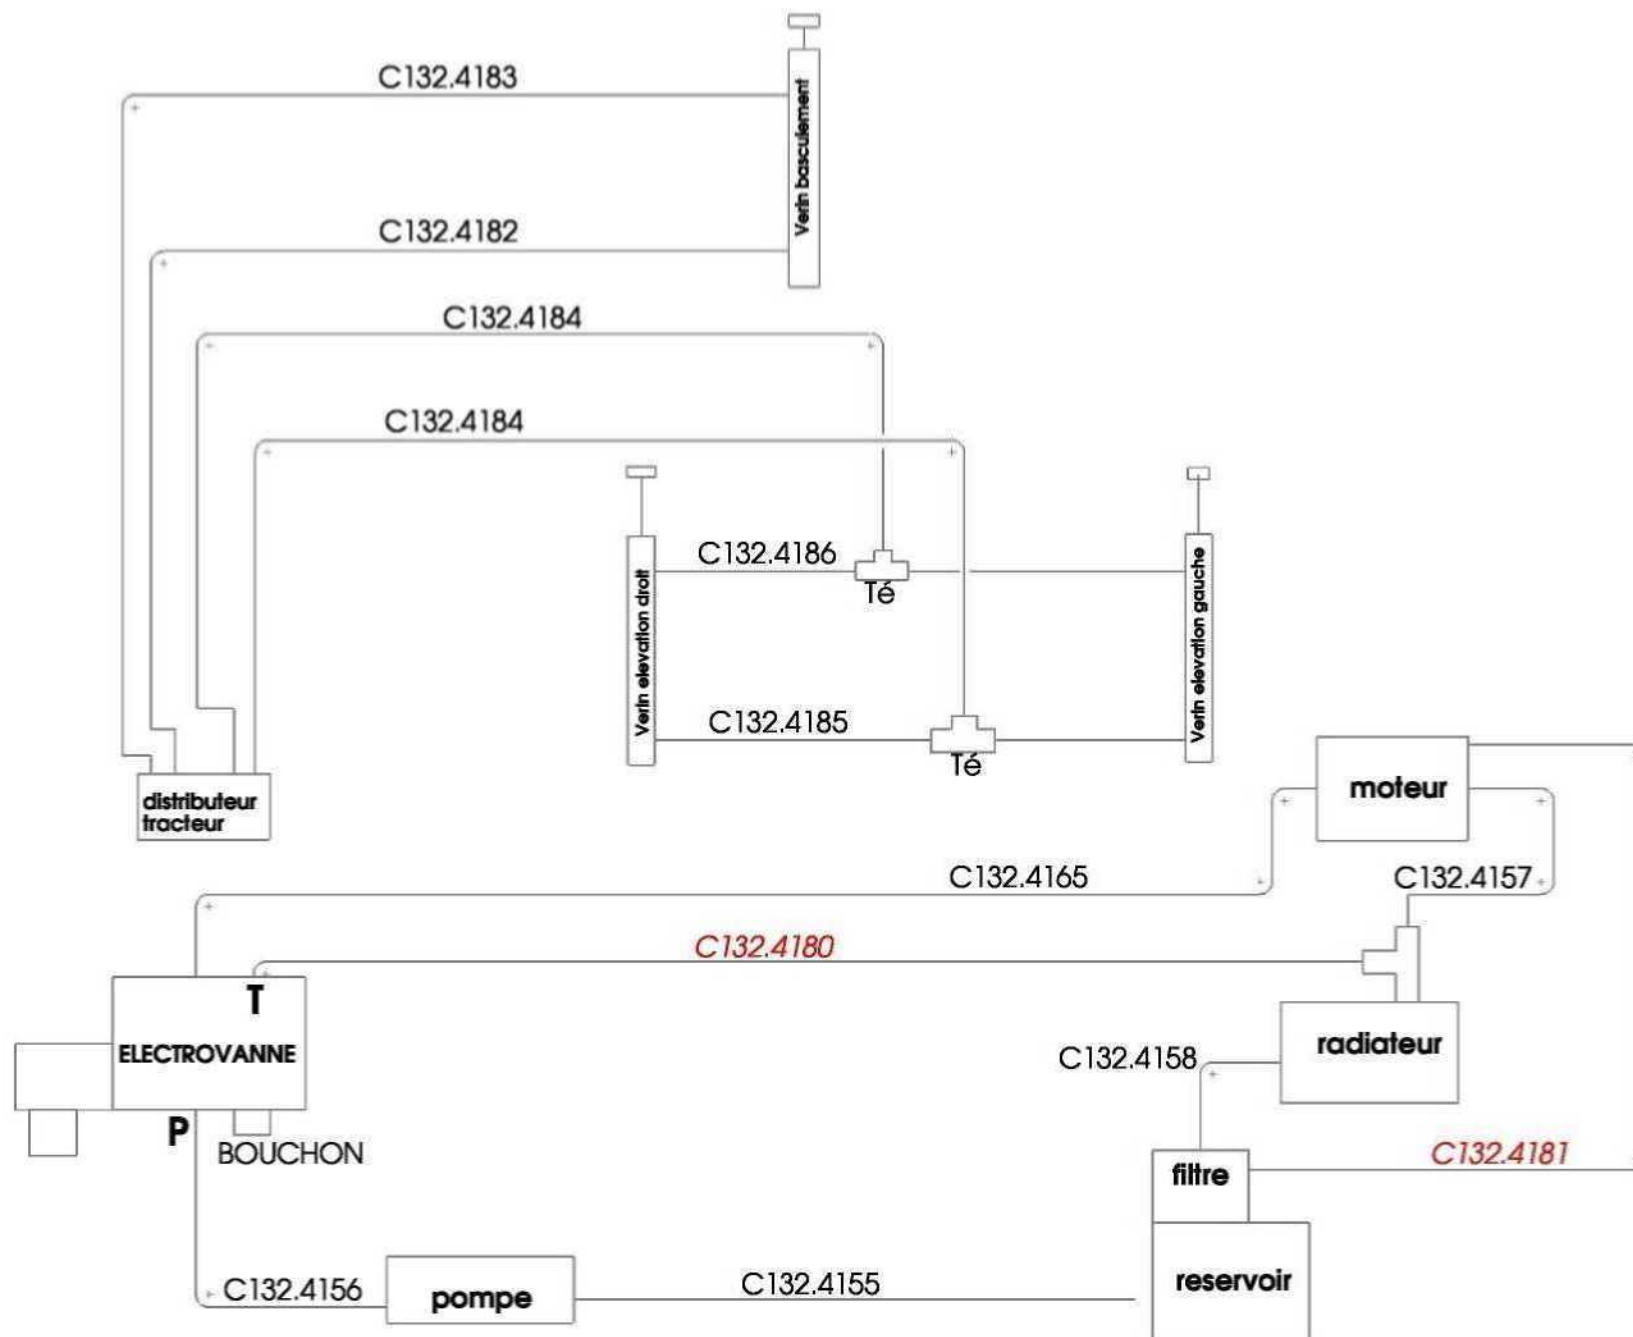 C132.4183
Verin basculement
C132.4182
C132.4184
C132.4184
C132.4186
Té
Verin elevation droit
Verin elevation gauche
C132.4185
Té
distributeur
tracteur
moteur
C132.4165
C132.4157
C132.4180
T
ELECTROVANNE
radiateur
C132.4158
P
BOUCHON
filtre
C132.4181
C132.4156
pompe
C132.4155
reservoir